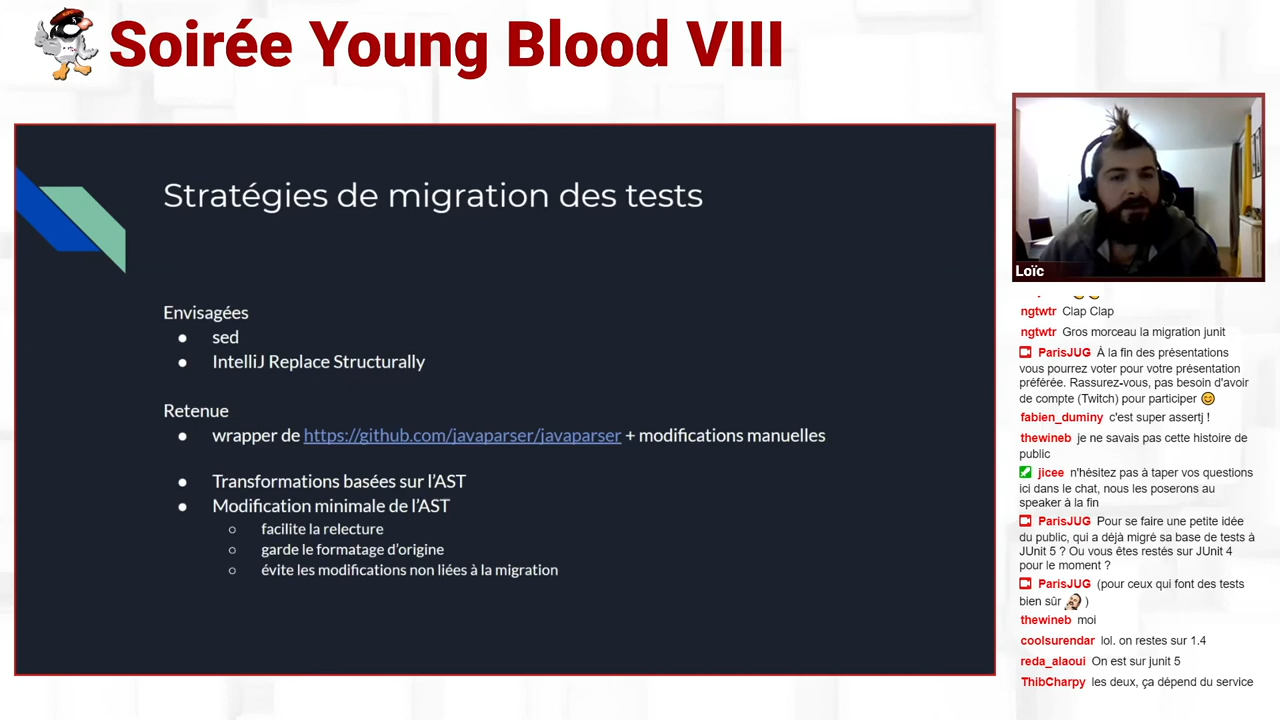 Soirée Young Blood VIII
Stratégies de migration des tests
Envisagées
● sed
● IntelliJ Replace Structurally
Retenue
● wrapper de https://github.com/javaparser/javaparser + modifications manuelles
● Transformations basées sur l'AST
● Modification minimale de l'AST
○ facilite la relecture
○ garde le formatage d'origine
○ évite les modifications non liées à la migration
Loïc
ngtwtr Clap Clap
ngtwtr Gros morceau la migration junit
ParisJUG À la fin des présentations
vous pourrez voter pour votre présentation
préférée. Rassurez-vous, pas besoin d'avoir
de compte (Twitch) pour participer 😊
fabien_duminy c'est super assertj !
thewineb je ne savais pas cette histoire de
public
jicee n'hésitez pas à taper vos questions
ici dans le chat, nous les poserons au
speaker à la fin
ParisJUG Pour se faire une petite idée
du public, qui a déjà migré sa base de tests à
JUnit 5 ? Ou vous êtes restés sur JUnit 4
pour le moment ?
ParisJUG (pour ceux qui font des tests
bien sûr )
thewineb moi
coolsurendar lol. on restes sur 1.4
reda_alaoui On est sur junit 5
ThibCharpy les deux, ça dépend du service